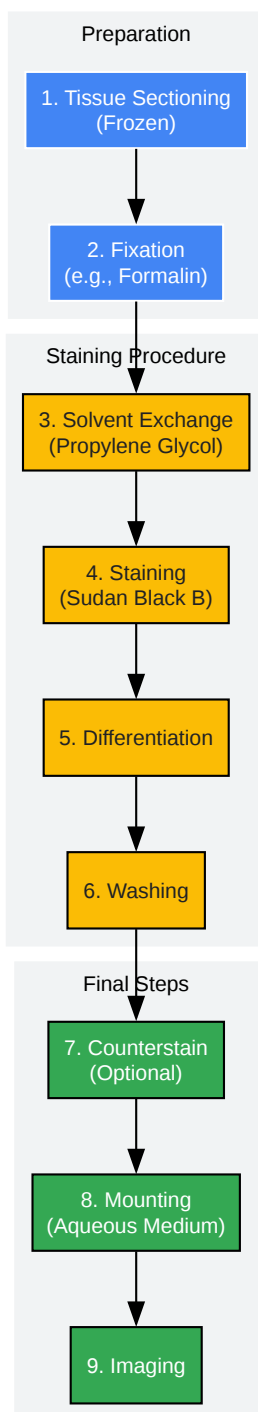 Preparation
1. Tissue Sectioning
(Frozen)
2. Fixation
(e.g., Formalin)
Staining Procedure
3. Solvent Exchange
(Propylene Glycol)
4. Staining
(Sudan Black B)
5. Differentiation
6. Washing
Final Steps
7. Counterstain
(Optional)
8. Mounting
(Aqueous Medium)
9. Imaging